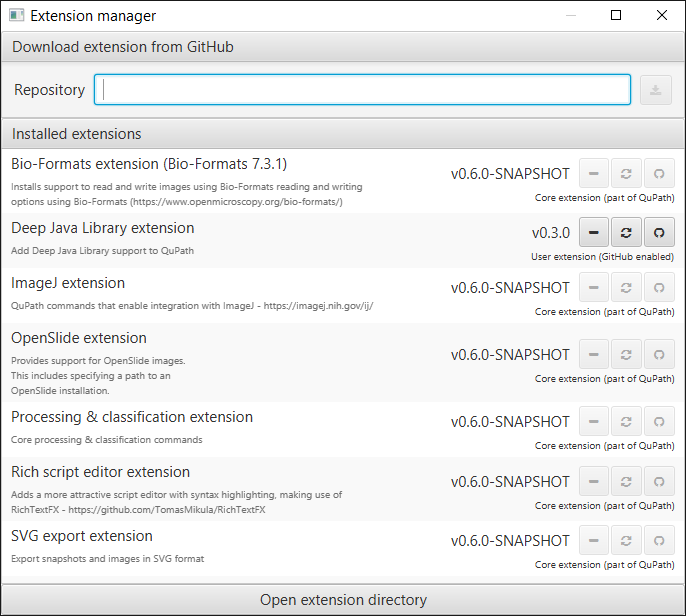 Extension manager
Download extension from GitHub
Repository
Installed extensions
Bio-Formats extension (Bio-Formats 7.3.1)
Installs support to read and write images using Bio-Formats reading and writing
options using Bio-Formats (https://www.openmicroscopy.org/bio-formats/)
v0.6.0-SNAPSHOT
Core extension (part of QuPath)
Deep Java Library extension
Add Deep Java Library support to QuPath
v0.3.0
User extension (GitHub enabled)
ImageJ extension
QuPath commands that enable integration with ImageJ - https://imagej.nih.gov/ij/
v0.6.0-SNAPSHOT
Core extension (part of QuPath)
OpenSlide extension
Provides support for OpenSlide images.
This includes specifying a path to an
OpenSlide installation.
v0.6.0-SNAPSHOT
Core extension (part of QuPath)
Processing & classification extension
Core processing & classification commands
v0.6.0-SNAPSHOT
Core extension (part of QuPath)
Rich script editor extension
Adds a more attractive script editor with syntax highlighting, making use of
RichTextFX - https://github.com/TomasMikula/RichTextFX
v0.6.0-SNAPSHOT
Core extension (part of QuPath)
SVG export extension
Export snapshots and images in SVG format
v0.6.0-SNAPSHOT
Core extension (part of QuPath)
Open extension directory